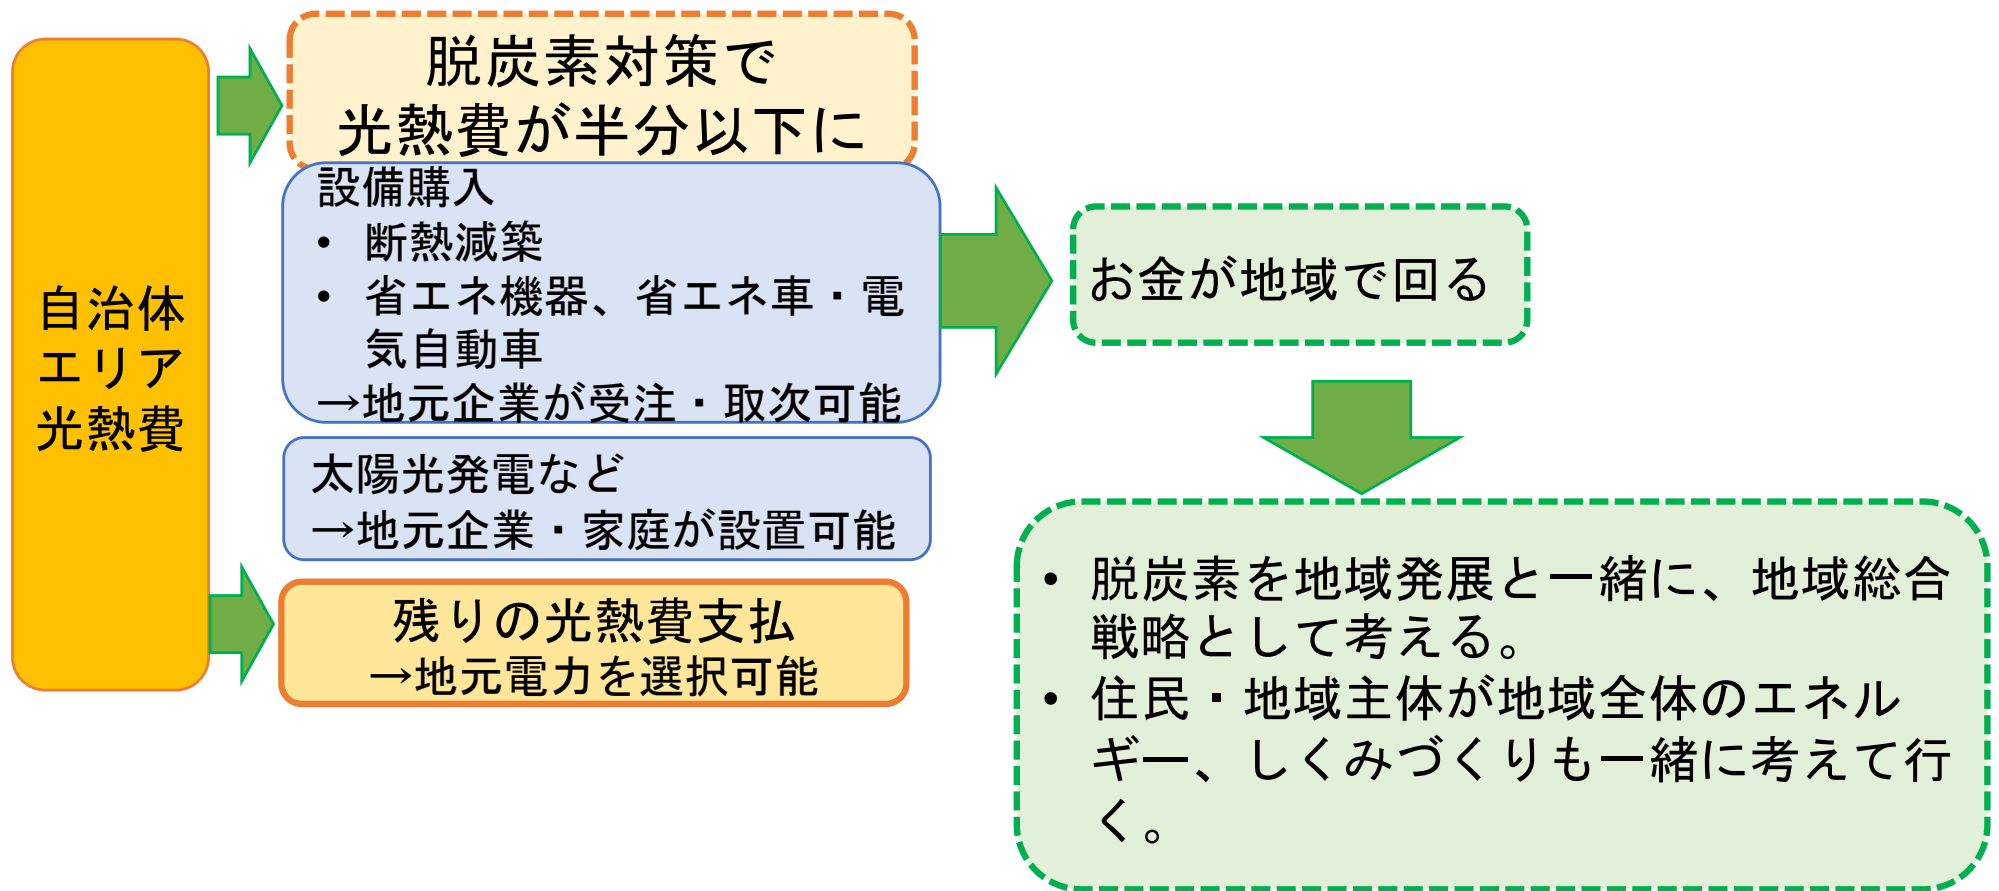 自治体
エリア
光熱費
脱炭素対策で
光熱費が半分以下に
設備購入
• 断熱減築
• 省エネ機器、省エネ車・電
気自動車
→地元企業が受注・取次可能
太陽光発電など
→地元企業・家庭が設置可能
残りの光熱費支払
→地元電力を選択可能
お金が地域で回る
• 脱炭素を地域発展と一緒に、地域総合
戦略として考える。
• 住民・地域主体が地域全体のエネル
ギー、しくみづくりも一緒に考えて行
く。